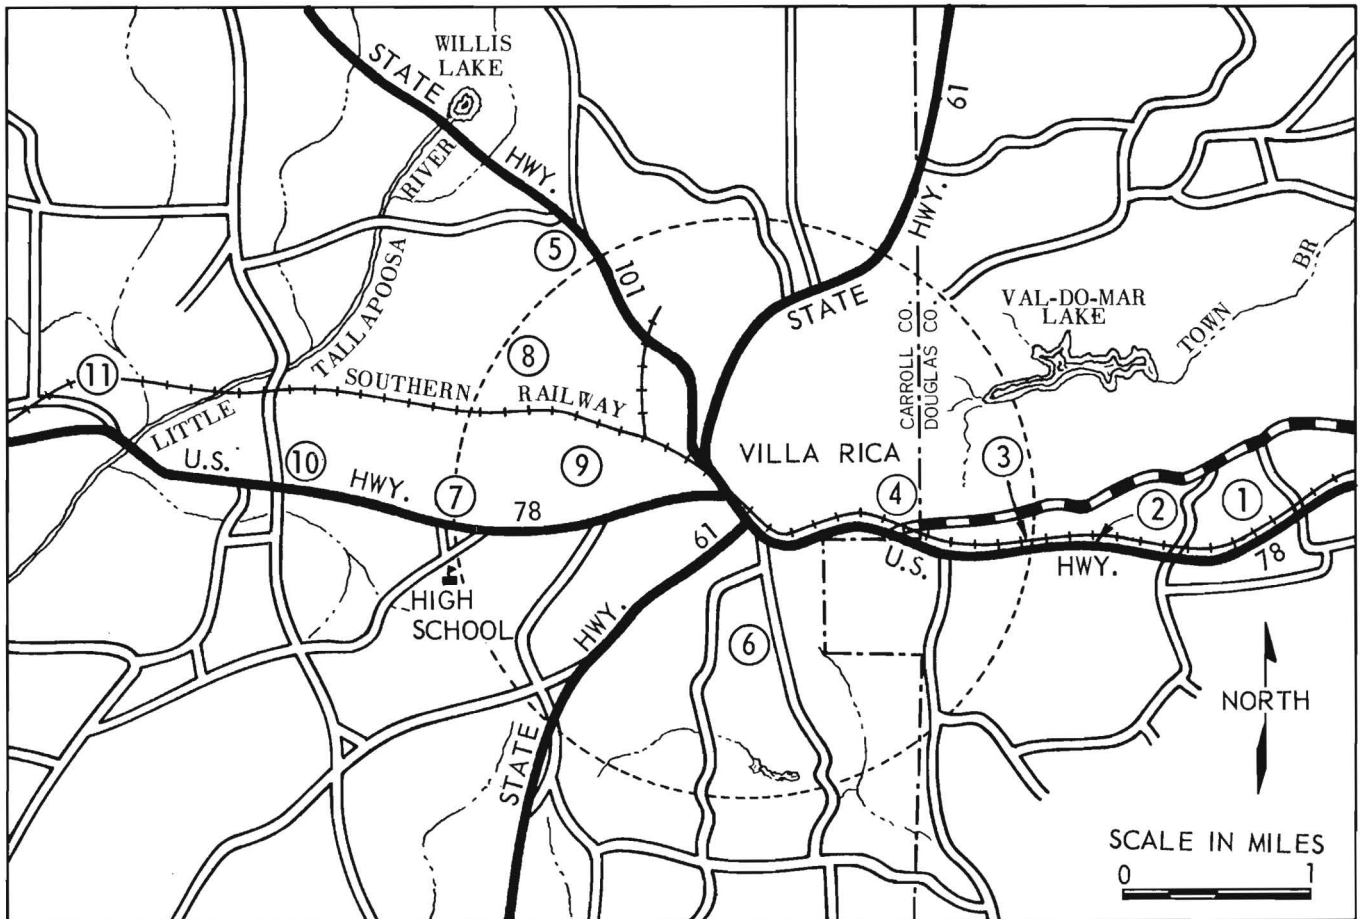 WILLIS
LAKE
STATE
HWY.
101
RIVER
TALLAPOOSA
LITTLE
61
HWY.
STATE
CARROLL CO.
DOUGLAS CO.
VAL-DO-MAR
LAKE
TOWN
BR
5
8
11
SOUTHERN RAILWAY
VILLA RICA
U.S.
HWY.
78
10
9
7
4
3
2
1
U.S.
HWY.
78
61
HWY.
STATE
HIGH
SCHOOL
6
NORTH
SCALE IN MILES
0 1